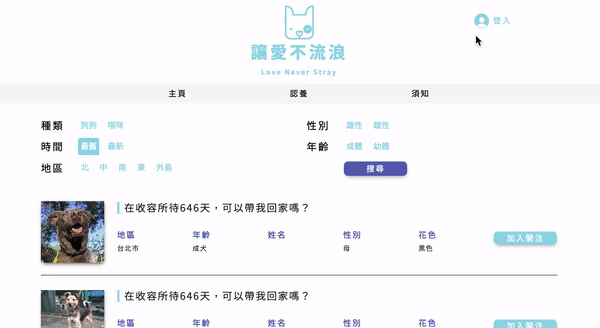 登入
讓愛不流浪
Love Never Stray
主頁 認養 須知
種類 狗狗 喵咪 性別 雄性 雌性
時間 最舊 最新 年齡 成體 幼體
地區 北 中 南 東 外島 搜尋
在收容所待646天，可以帶我回家嗎？
地區 年齡 姓名 性別 花色
台北市 成犬 母 黑色
加入關注
在收容所待646天，可以帶我回家嗎？
地區 年齡 姓名 性別 花色
加入關注